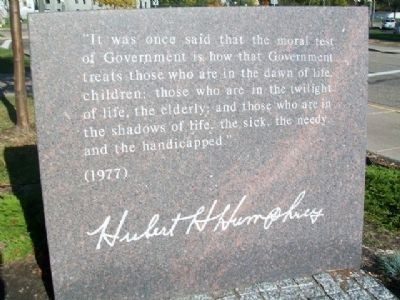 "It was once said that the moral test
of Government is how that Government
treats those who are in the dawn of life,
children; those who are in the twilight
of life, the elderly; and those who are in
the shadows of life, the sick, the needy
and the handicapped."
(1977)
Hubert H Humphrey